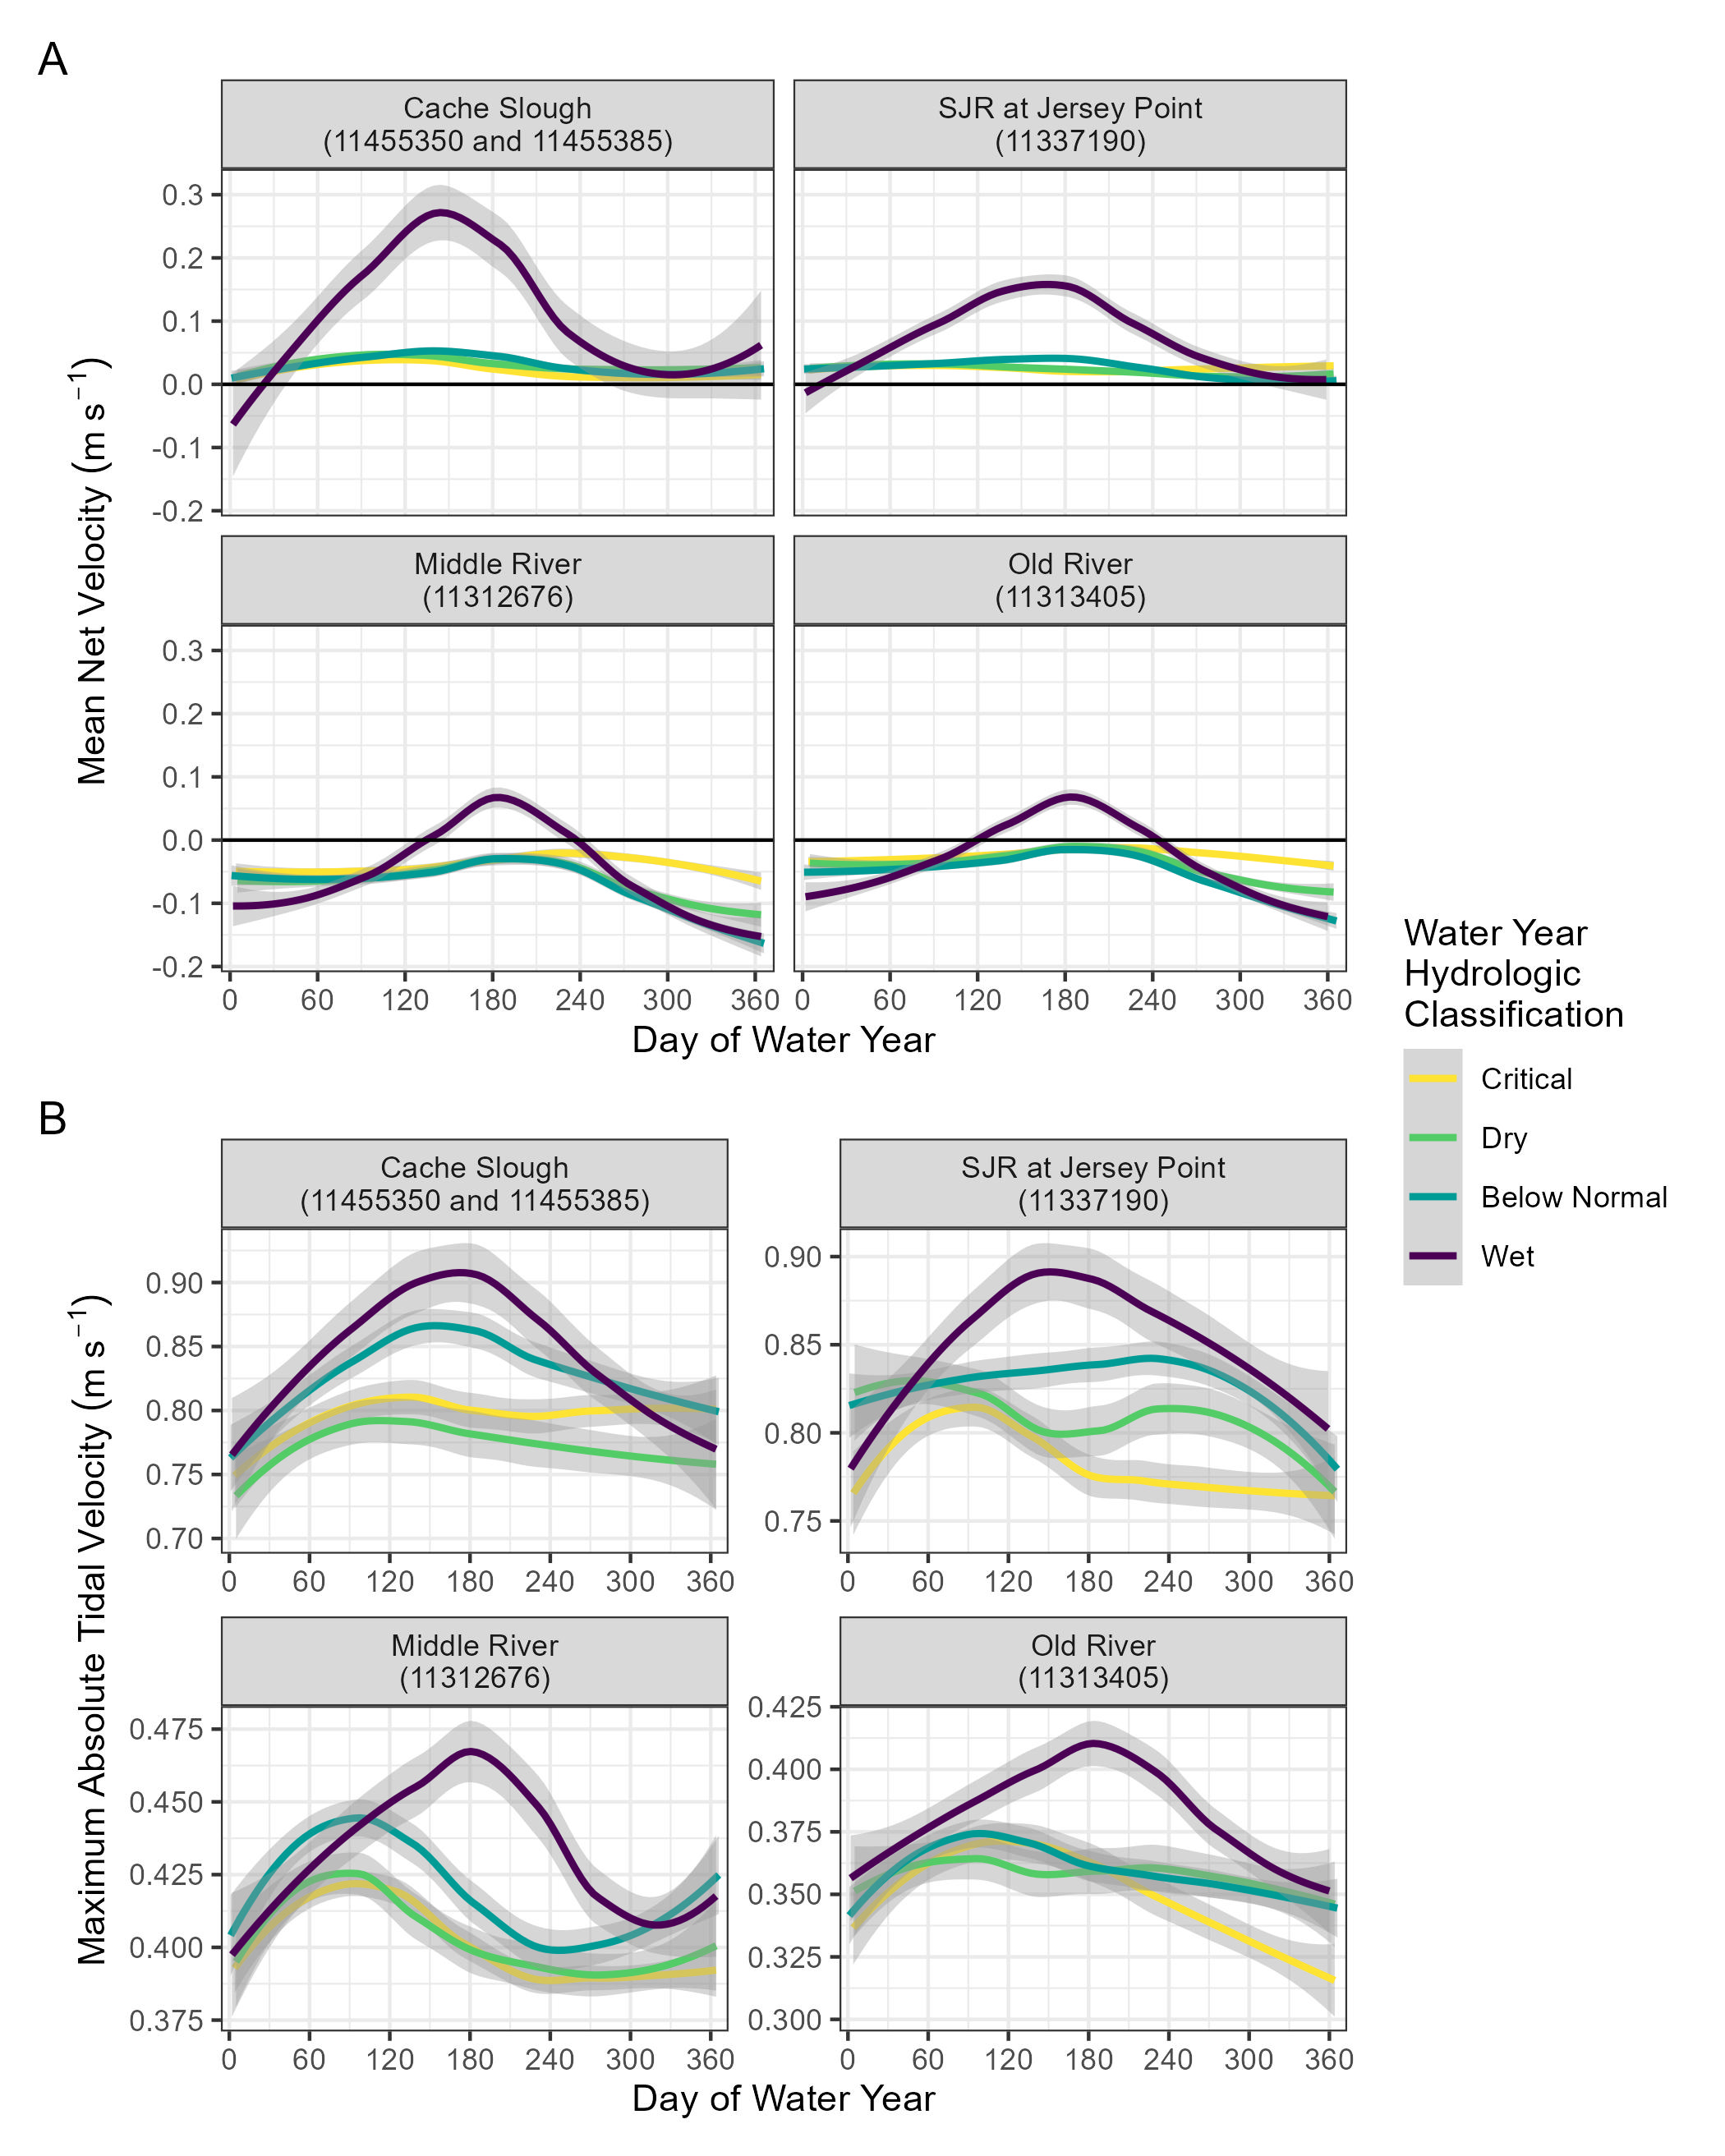 A
Cache Slough
(11455350 and 11455385)
SJR at Jersey Point
(11337190)
0.3
0.2
0.1
0.0
-0.1
-0.2
Middle River
(11312676)
Old River
(11313405)
0.3
0.2
0.1
0.0
-0.1
-0.2
0 60 120 180 240 300 360
0 60 120 180 240 300 360
Mean Net Velocity (m s⁻¹)
Day of Water Year
Water Year
Hydrologic
Classification
Critical
Dry
Below Normal
Wet
B
Cache Slough
(11455350 and 11455385)
SJR at Jersey Point
(11337190)
0.90
0.85
0.80
0.75
0.70
0 60 120 180 240 300 360
0.90
0.85
0.80
0.75
0 60 120 180 240 300 360
Middle River
(11312676)
Old River
(11313405)
0.475
0.450
0.425
0.400
0.375
0 60 120 180 240 300 360
0.425
0.400
0.375
0.350
0.325
0.300
0 60 120 180 240 300 360
Maximum Absolute Tidal Velocity (m s⁻¹)
Day of Water Year